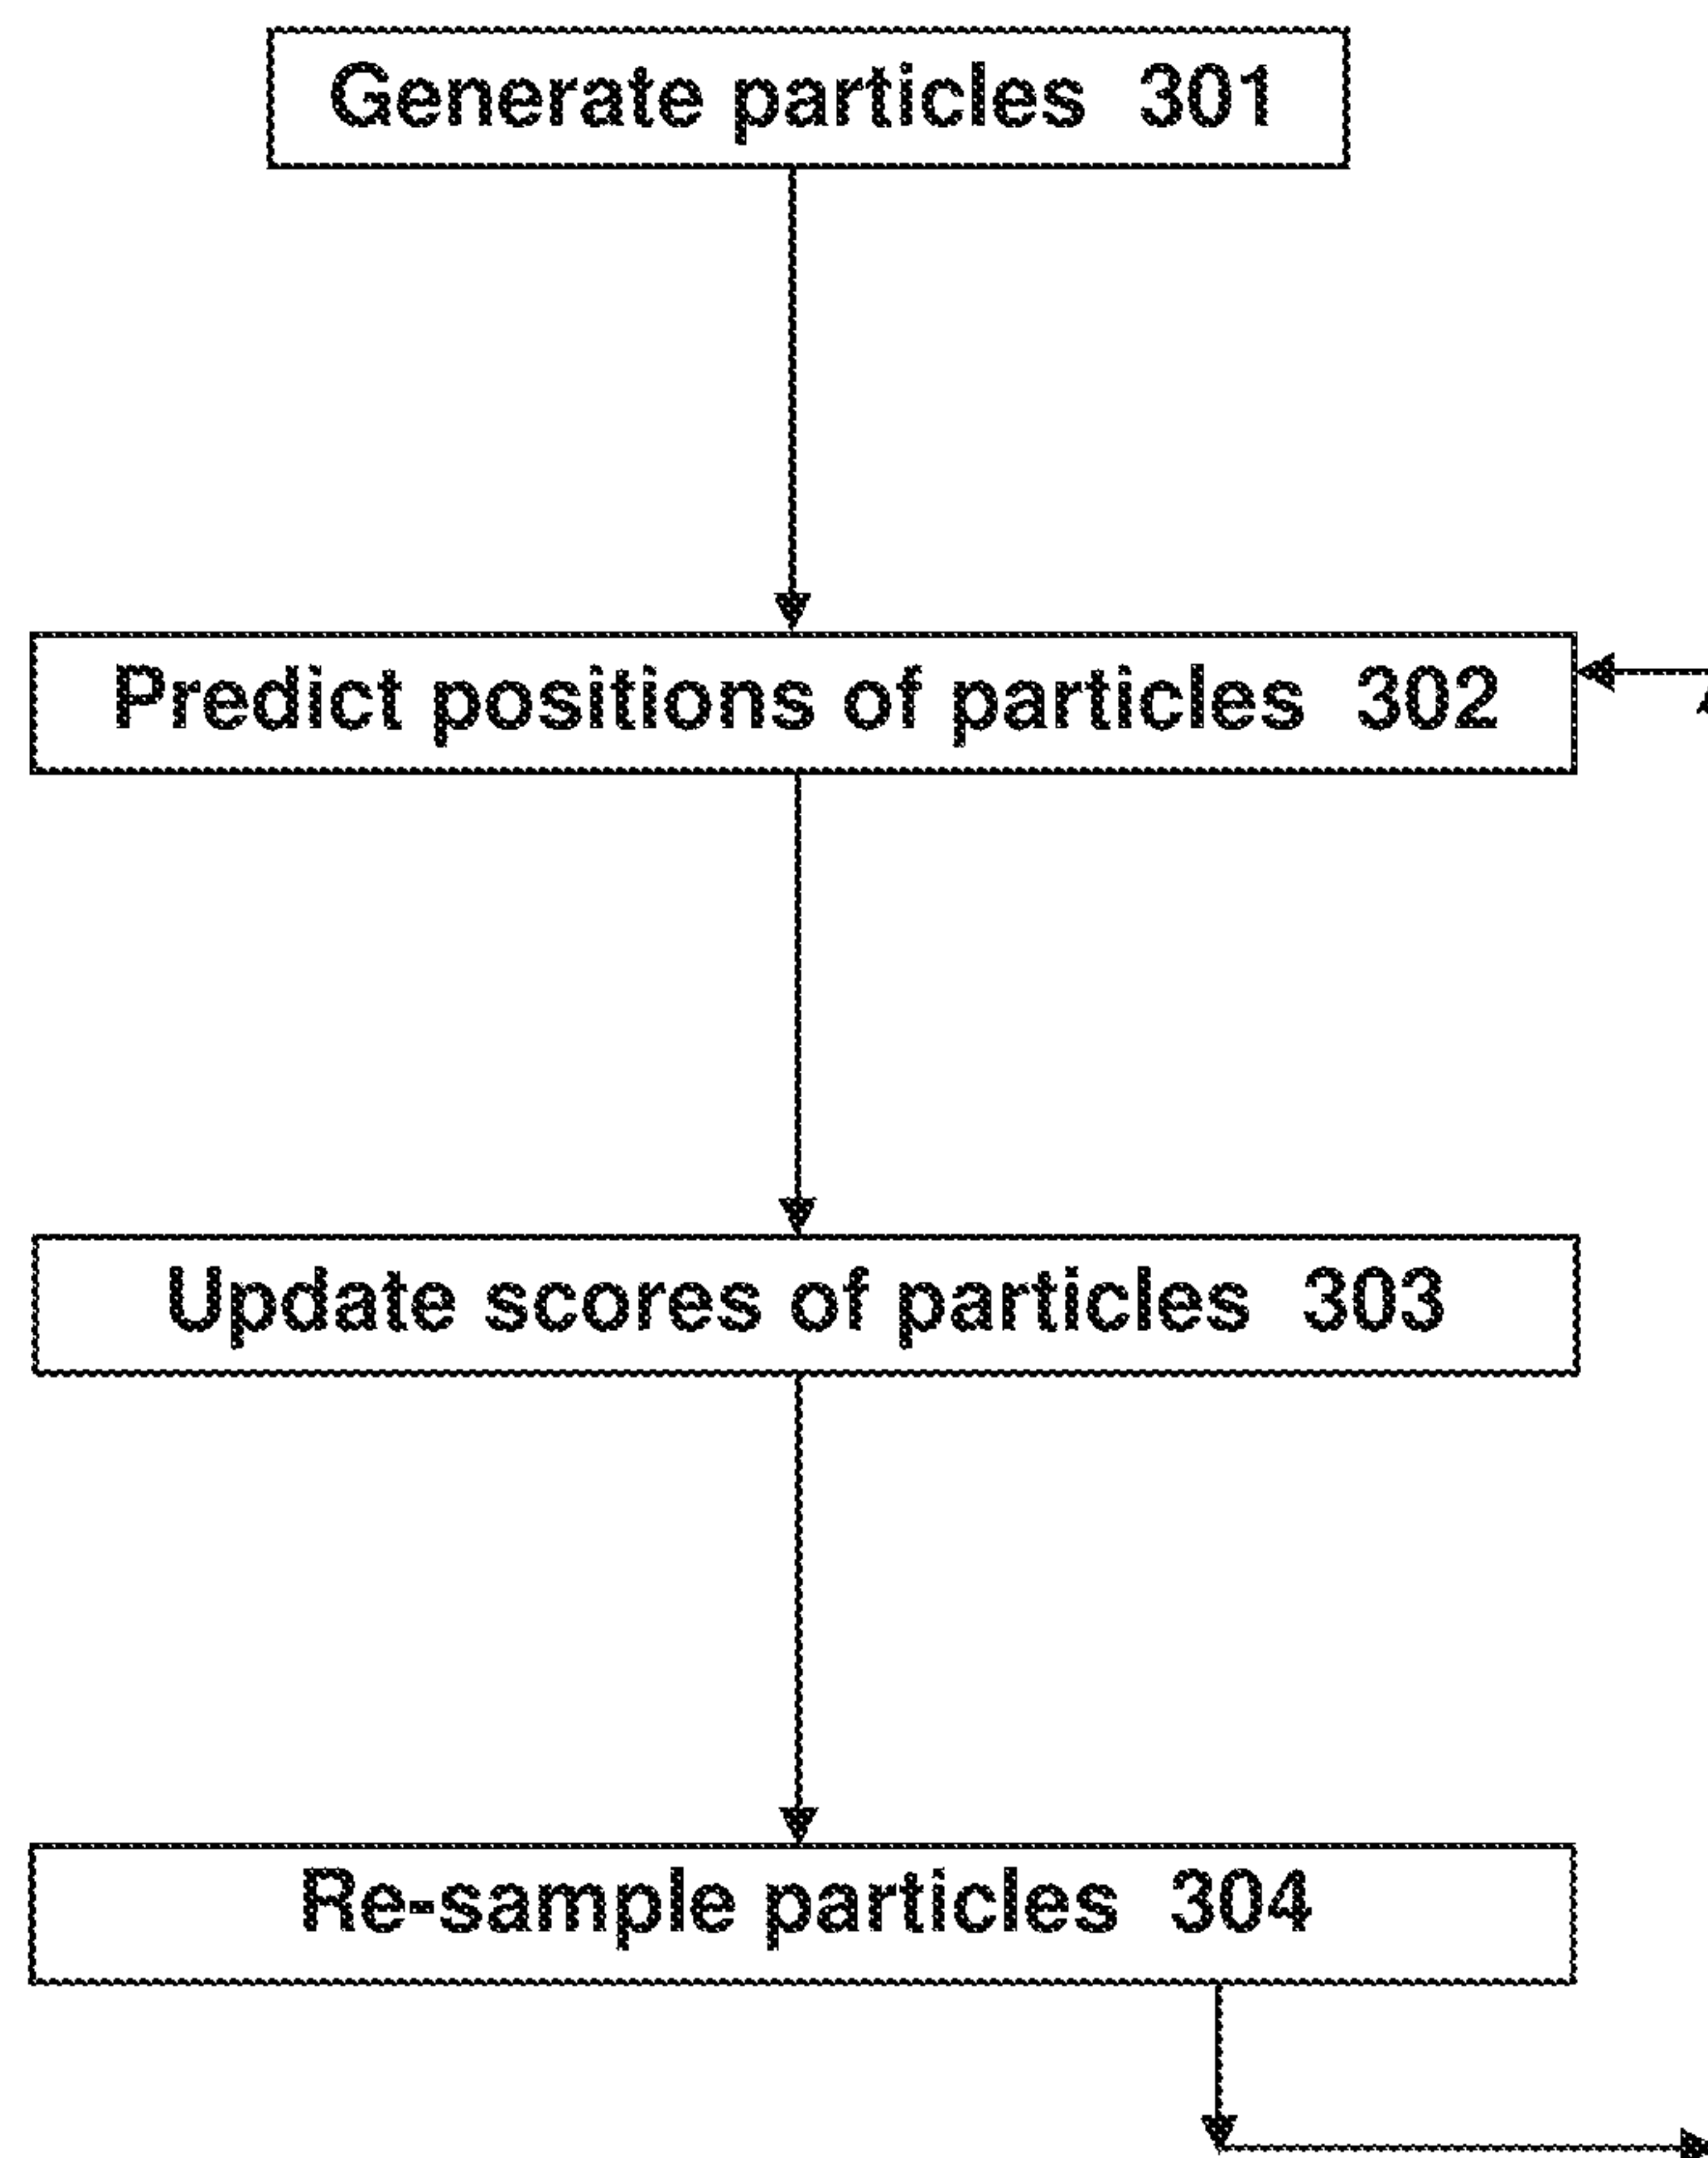 Generate particles 301
Predict positions of particles 302
Update scores of particles 303
Re-sample particles 304